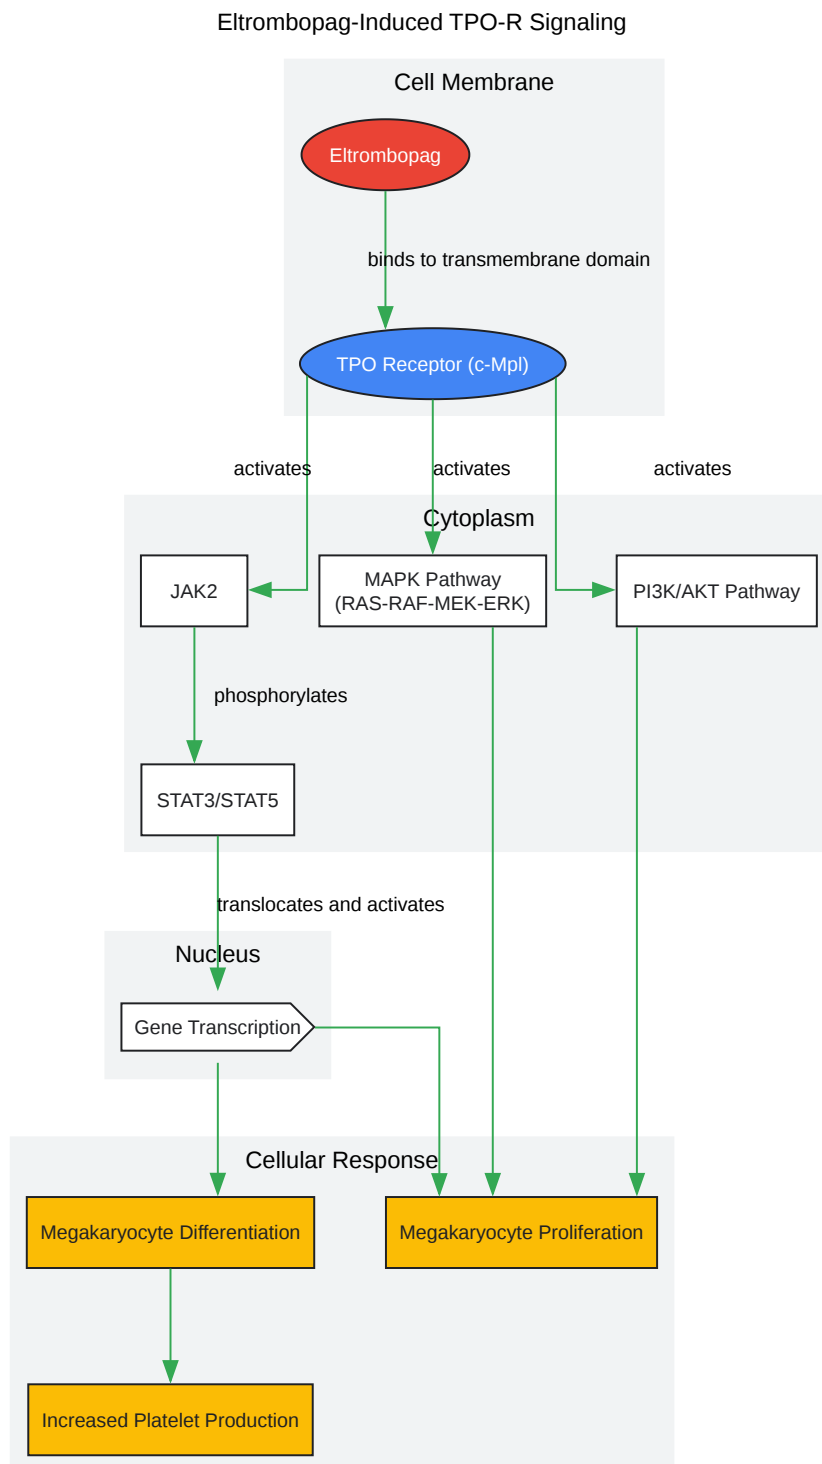 Eltrombopag-Induced TPO-R Signaling
Cell Membrane
Eltrombopag
binds to transmembrane domain
TPO Receptor (c-Mpl)
activates
activates
activates
Cytoplasm
JAK2
MAPK Pathway
(RAS-RAF-MEK-ERK)
PI3K/AKT Pathway
phosphorylates
STAT3/STAT5
translocates and activates
Nucleus
Gene Transcription
Cellular Response
Megakaryocyte Differentiation
Megakaryocyte Proliferation
Increased Platelet Production